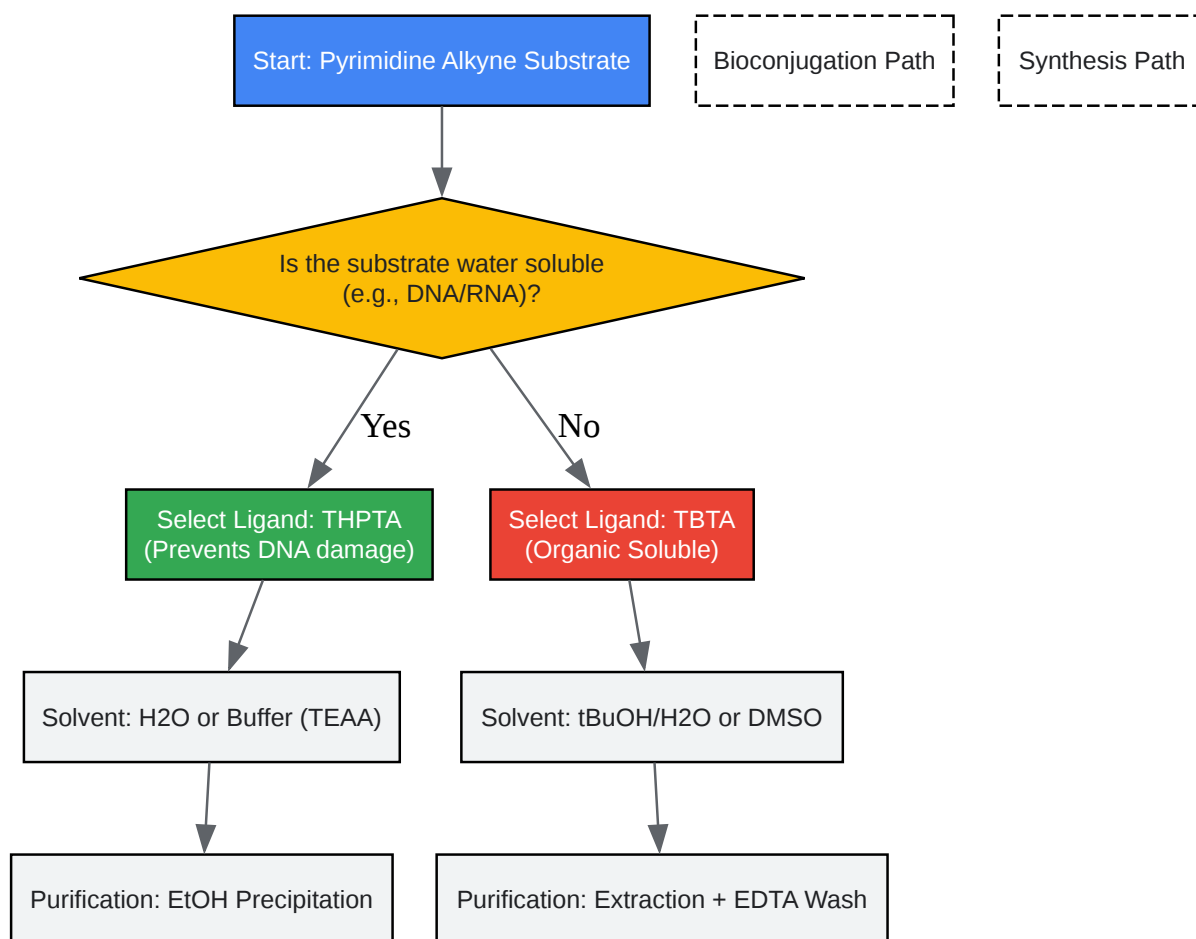 Start: Pyrimidine Alkyne Substrate
Bioconjugation Path
Synthesis Path
Is the substrate water soluble
(e.g., DNA/RNA)?
Yes
No
Select Ligand: THPTA
(Prevents DNA damage)
Select Ligand: TBTA
(Organic Soluble)
Solvent: H2O or Buffer (TEAA)
Solvent: tBuOH/H2O or DMSO
Purification: EtOH Precipitation
Purification: Extraction + EDTA Wash